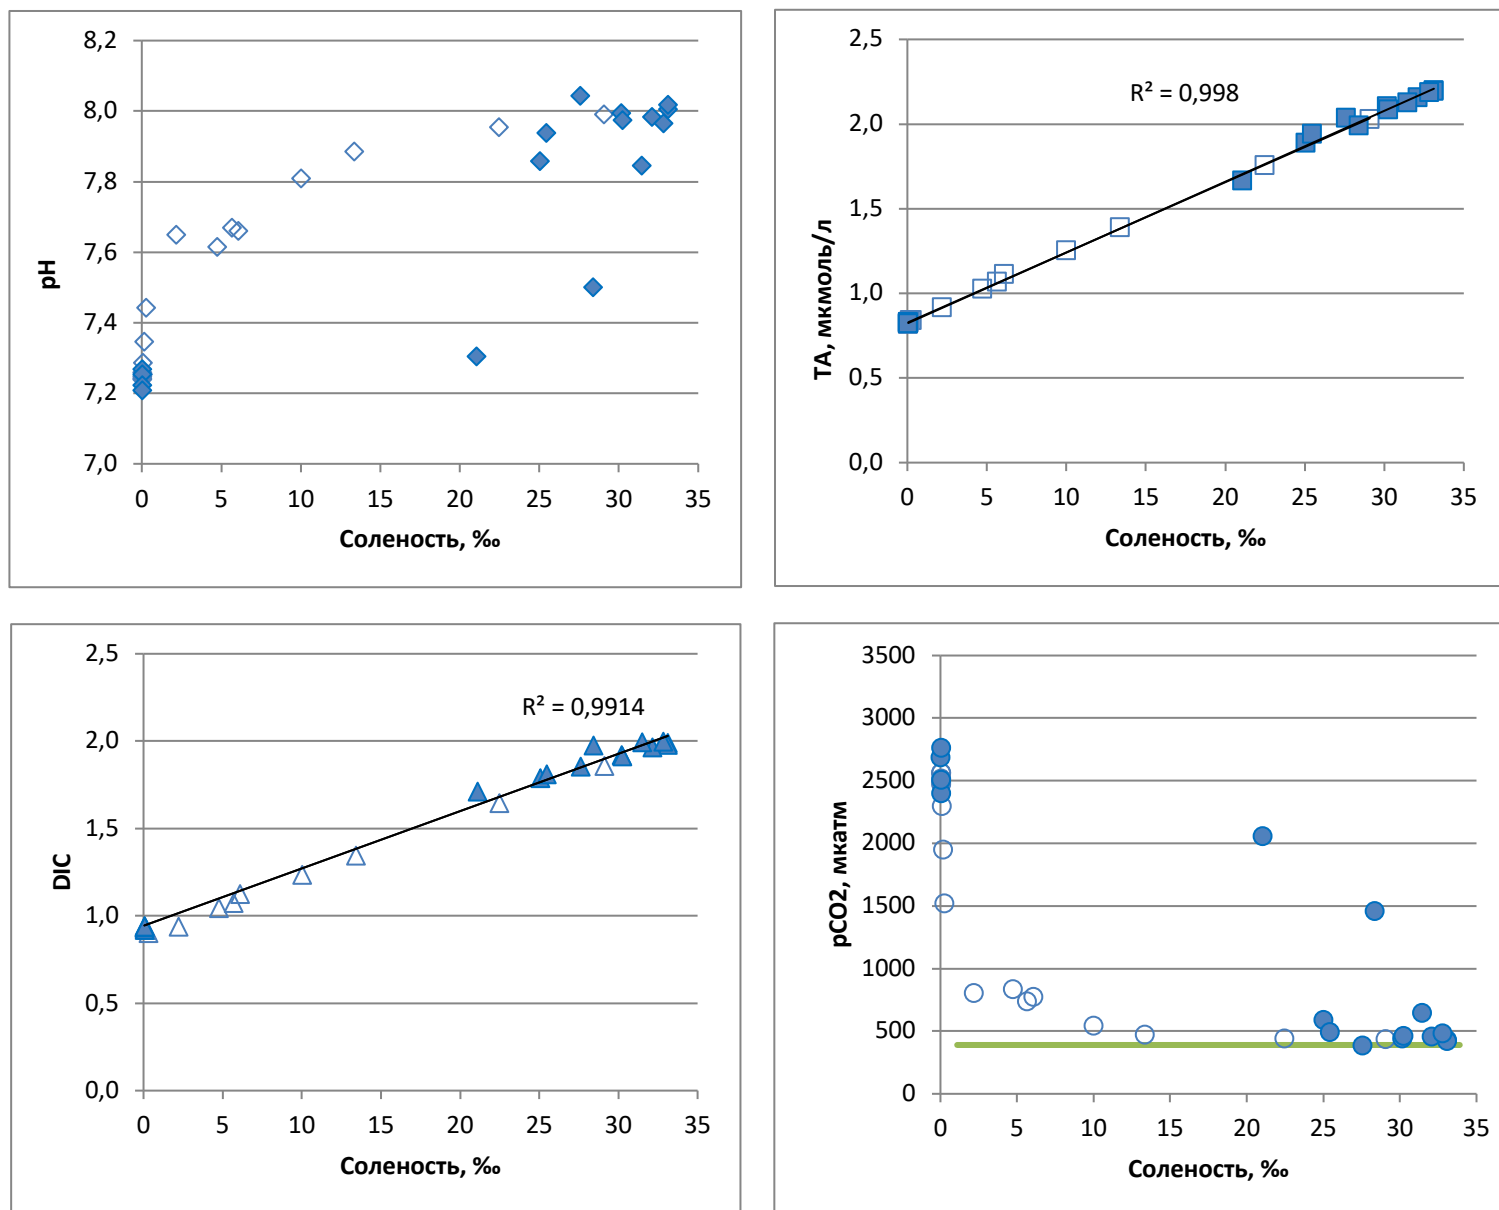 8,2
8,0
7,8
7,6
7,4
7,2
7,0
pH
0 5 10 15 20 25 30 35
Соленость, ‰
2,5
2,0
1,5
1,0
0,5
0,0
R² = 0,998
TA, мкмоль/л
0 5 10 15 20 25 30 35
Соленость, ‰
2,5
2,0
1,5
1,0
0,5
0,0
R² = 0,9914
DIC
0 5 10 15 20 25 30 35
Соленость, ‰
3500
3000
2500
2000
1500
1000
500
0
pCO2, мкатм
0 5 10 15 20 25 30 35
Соленость, ‰